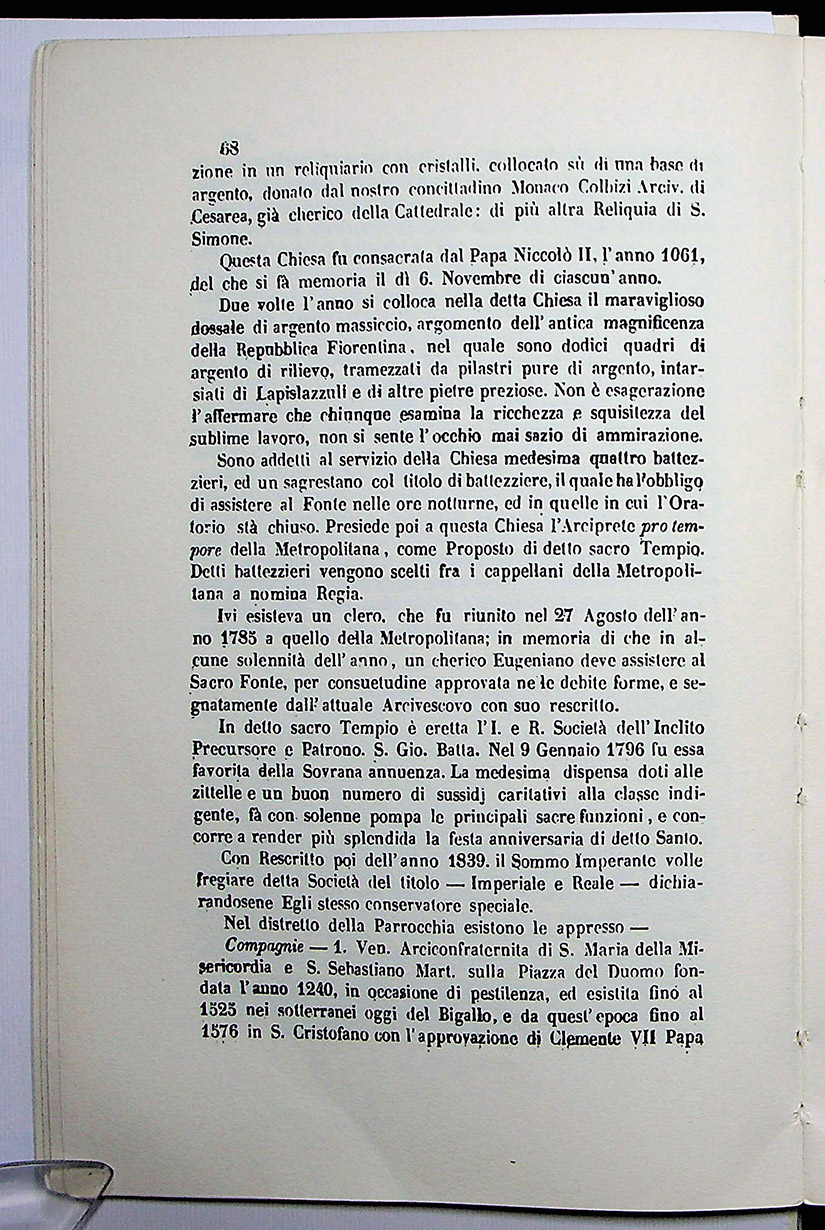 68
zione in un reliquiario con cristalli, collocato sù di una base di
argento, donato dal nostro concittadino Monaco Colbizi Arciv. di
Cesarea, già cherico della Cattedrale: di più altra Reliquia di S.
Simone.
Questa Chiesa fu consacrata dal Papa Niccolò II, l'anno 1061,
del che si fà memoria il dì 6. Novembre di ciascun'anno.
Due volte l'anno si colloca nella detta Chiesa il maraviglioso
dossale di argento massiccio, argomento dell'antica magnificenza
della Repubblica Fiorentina, nel quale sono dodici quadri di
argento di rilievo, tramezzati da pilastri pure di argento, intar-
siati di Lapislazzuli e di altre pietre preziose. Non è esagerazione
l'affermare che chiunque esamina la ricchezza e squisitezza del
sublime lavoro, non si sente l'occhio mai sazio di ammirazione.
Sono addetti al servizio della Chiesa medesima quattro battez-
zieri, ed un sagrestano col titolo di battezziere, il quale ha l'obbligo
di assistere al Fonte nelle ore notturne, ed in quelle in cui l'Ora-
torio stà chiuso. Presiede poi a questa Chiesa l'Arciprete pro tem-
pore della Metropolitana, come Proposto di detto sacro Tempio.
Detti battezzieri vengono scelti fra i cappellani della Metropoli-
tana a nomina Regia.
Ivi esisteva un clero, che fu riunito nel 27 Agosto dell'an-
no 1785 a quello della Metropolitana; in memoria di che in al-
cune solennità dell'anno, un cherico Eugeniano deve assistere al
Sacro Fonte, per consuetudine approvata nelle debite forme, e se-
gnatamente dall'attuale Arcivescovo con suo rescritto.
In detto sacro Tempio è eretta l'I. e R. Società dell'Inclito
Precursore e Patrono. S. Gio. Batta. Nel 9 Gennaio 1796 fu essa
favorita della Sovrana annuenza. La medesima dispensa doti alle
zittelle e un buon numero di sussidj caritativi alla classe indi-
gente, fà con solenne pompa le principali sacre funzioni, e con-
corre a render più splendida la festa anniversaria di detto Santo.
Con Rescritto poi dell'anno 1839. il Sommo Imperante volle
fregiare detta Società del titolo — Imperiale e Reale — dichia-
randosene Egli stesso conservatore speciale.
Nel distretto della Parrocchia esistono le appresso —
Compagnie — 1. Ven. Arciconfraternita di S. Maria della Mi-
sericordia e S. Sebastiano Mart. sulla Piazza del Duomo fon-
data l'anno 1240, in occasione di pestilenza, ed esistita fino al
1525 nei sotterranei oggi del Bigallo, e da quest'epoca fino al
1576 in S. Cristofano con l'approvazione di Clemente VII Papa